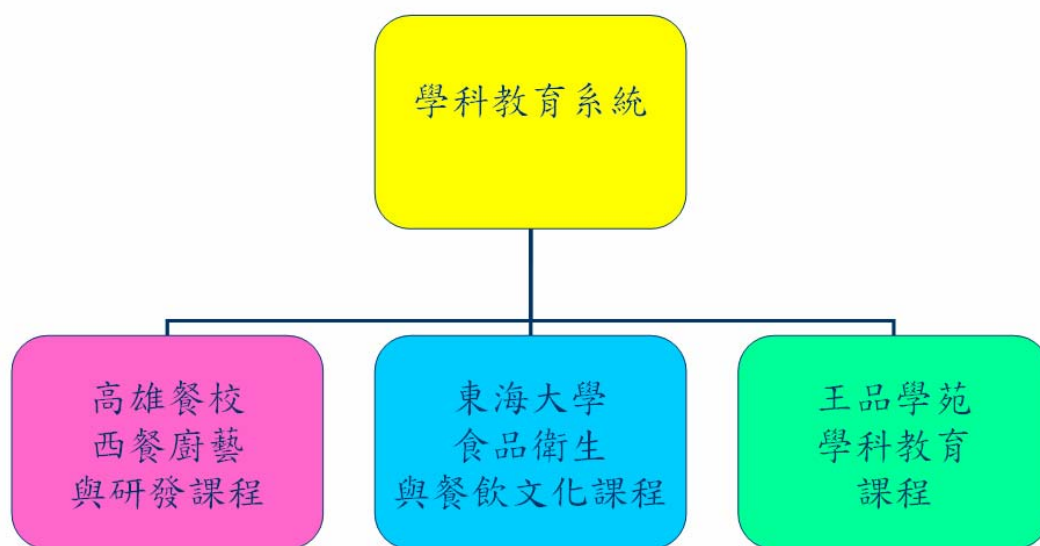 學科教育系統
高雄餐校
西餐廚藝
與研發課程
東海大學
食品衛生
與餐飲文化課程
王品學苑
學科教育
課程